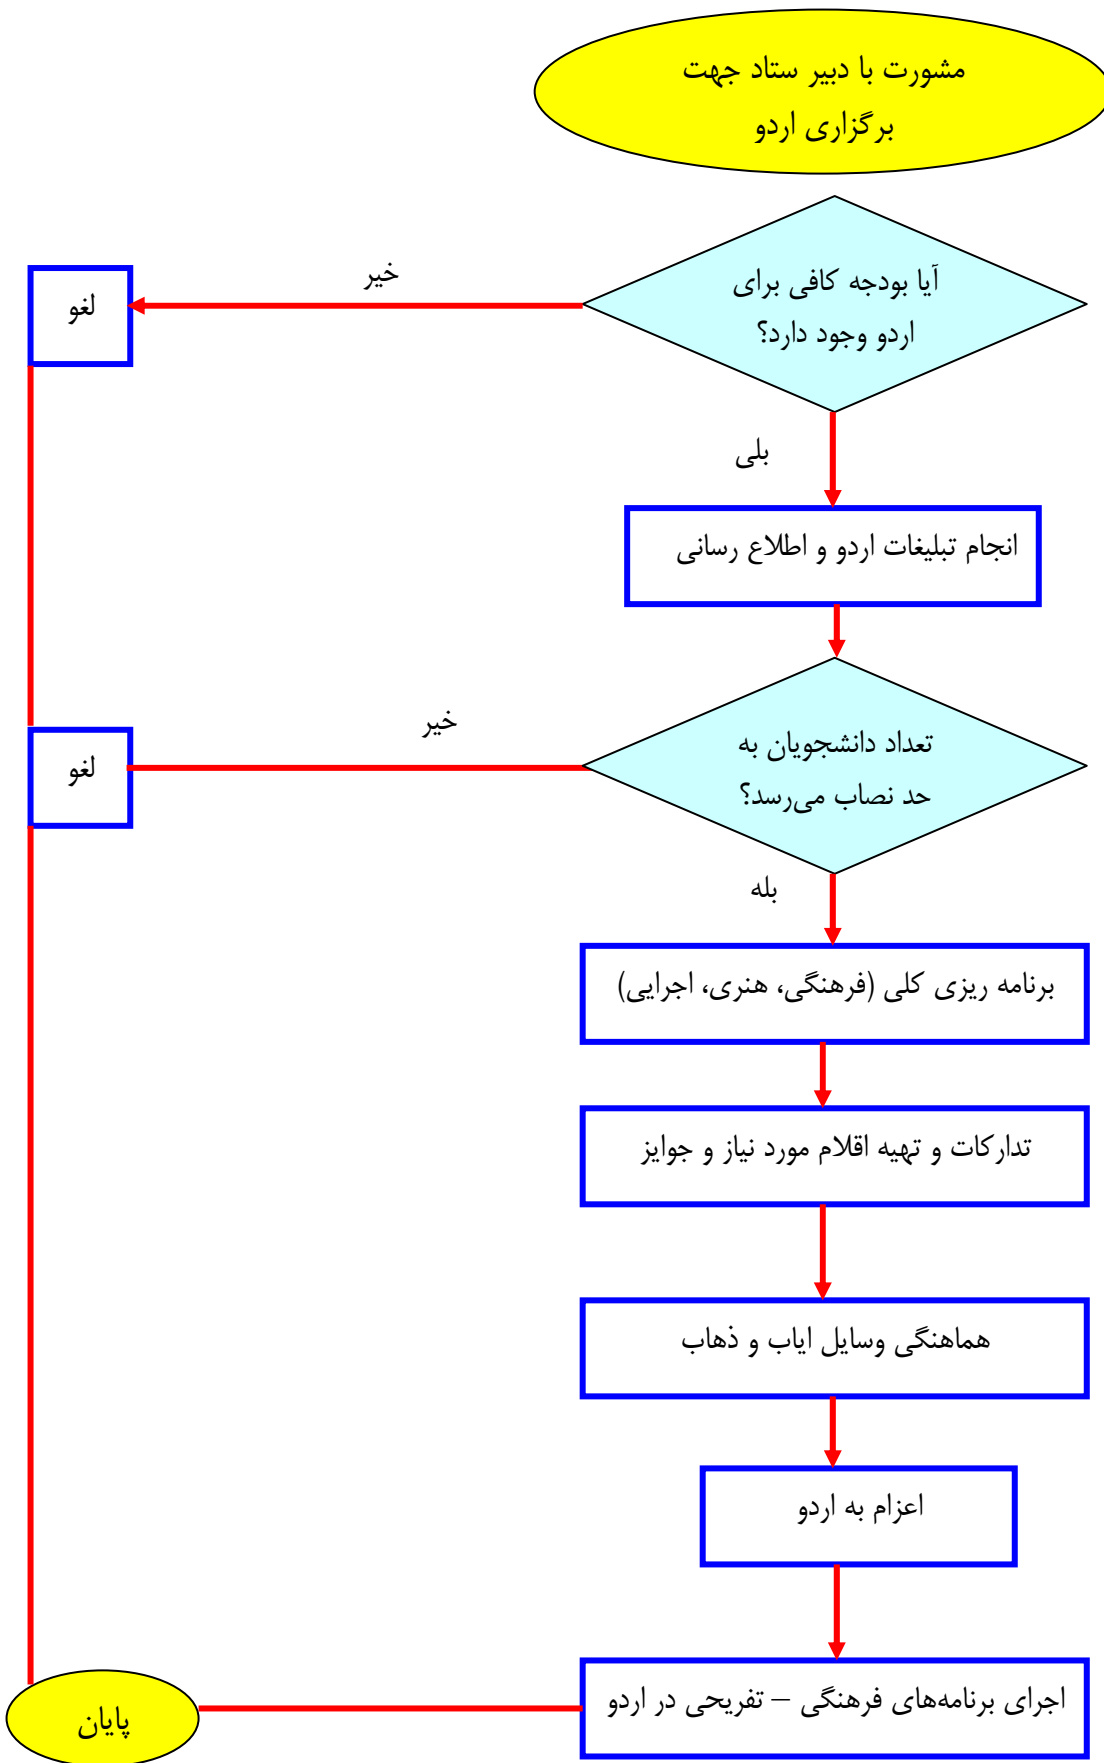 مشورت با دبیر ستاد جهت
برگزاری اردو
آیا بودجه کافی برای
اردو وجود دارد؟
خیر
لغو
بلی
انجام تبلیغات اردو و اطلاع رسانی
تعداد دانشجویان به
حد نصاب می‌رسد؟
خیر
لغو
بله
برنامه ریزی کلی (فرهنگی، هنری، اجرایی)
تدارکات و تهیه اقلام مورد نیاز و جوایز
هماهنگی وسایل ایاب و ذهاب
اعزام به اردو
اجرای برنامه‌های فرهنگی – تفریحی در اردو
پایان